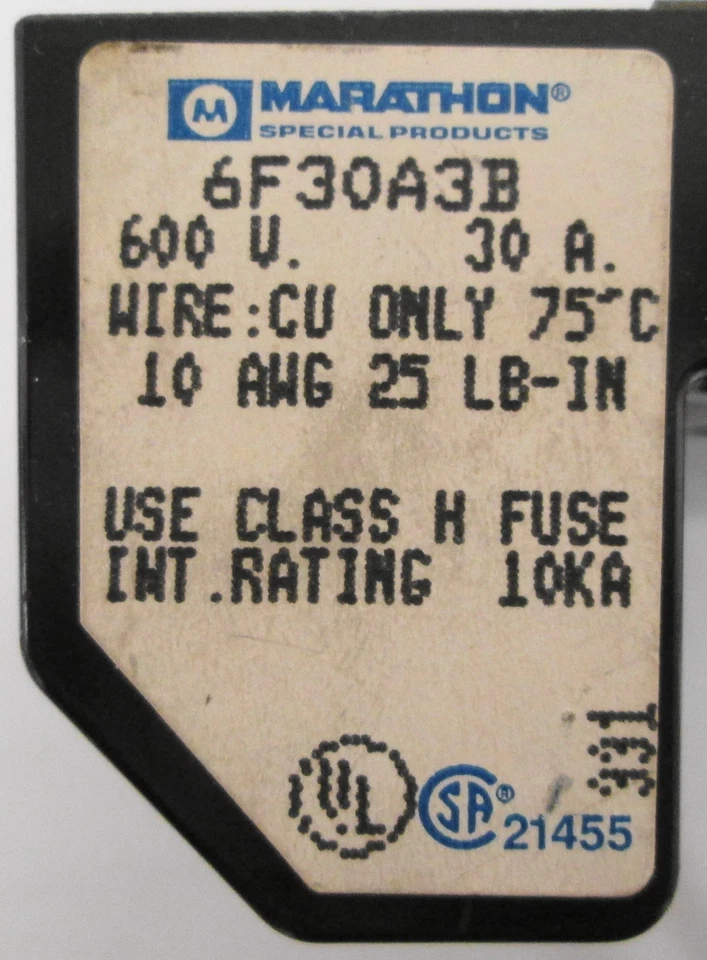 M MARATHON®
SPECIAL PRODUCTS
6F30A3B
600 V. 30 A.
WIRE:CU ONLY 75°C
10 AWG 25 LB-IN
USE CLASS H FUSE
INT.RATING 10KA
331
UL SA® 21455